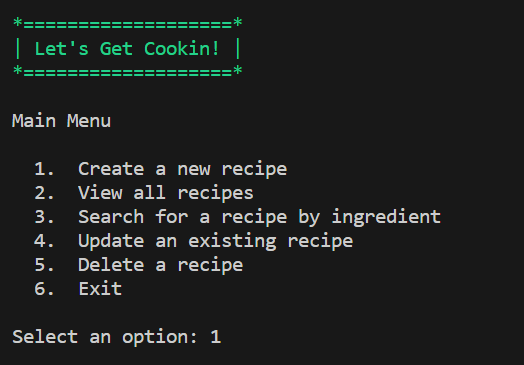 *===================*
| Let's Get Cookin! |
*===================*
Main Menu
1. Create a new recipe
2. View all recipes
3. Search for a recipe by ingredient
4. Update an existing recipe
5. Delete a recipe
6. Exit
Select an option: 1